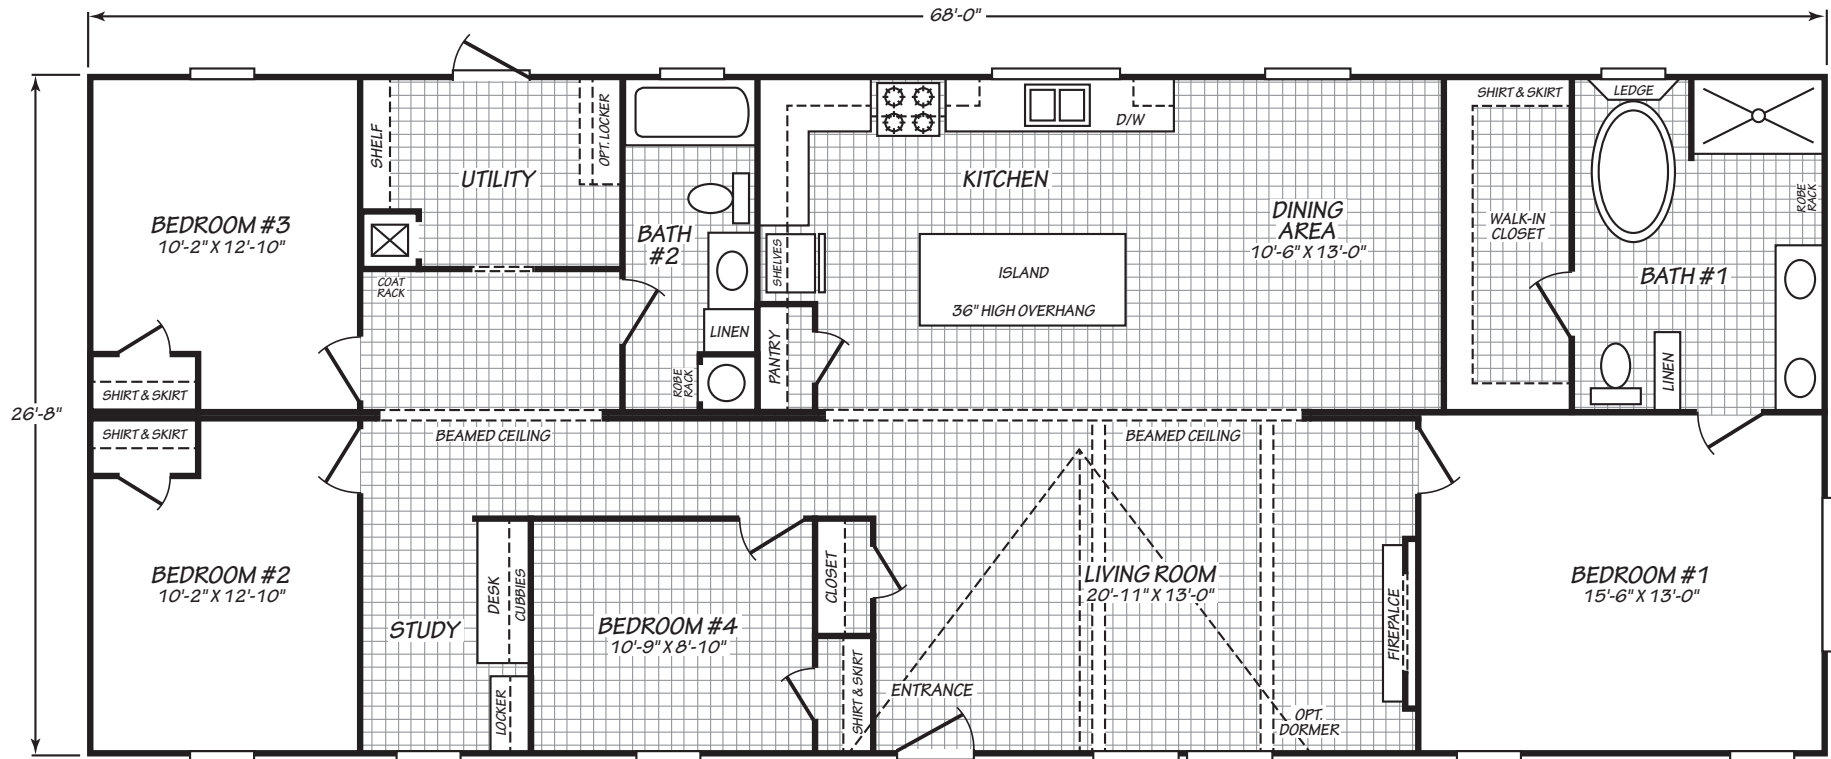 68'-0"
26'-8"
BEDROOM #3
10'-2" X 12'-10"
SHIRT & SKIRT
SHELF
UTILITY
OPT. LOCKER
COAT
RACK
BATH
#2
LINEN
ROBE
RACK
SHELVES
PANTRY
KITCHEN
D/W
ISLAND
36" HIGH OVERHANG
DINING
AREA
10'-6" X 13'-0"
SHIRT & SKIRT
WALK-IN
CLOSET
LEDGE
ROBE
RACK
BATH #1
LINEN
SHIRT & SKIRT
BEDROOM #2
10'-2" X 12'-10"
BEAMED CEILING
STUDY
DESK
CUBBIES
LOCKER
BEDROOM #4
10'-9" X 8'-10"
CLOSET
SHIRT & SKIRT
BEAMED CEILING
LIVING ROOM
20'-11" X 13'-0"
ENTRANCE
OPT.
DORMER
FIREPALCE
BEDROOM #1
15'-6" X 13'-0"